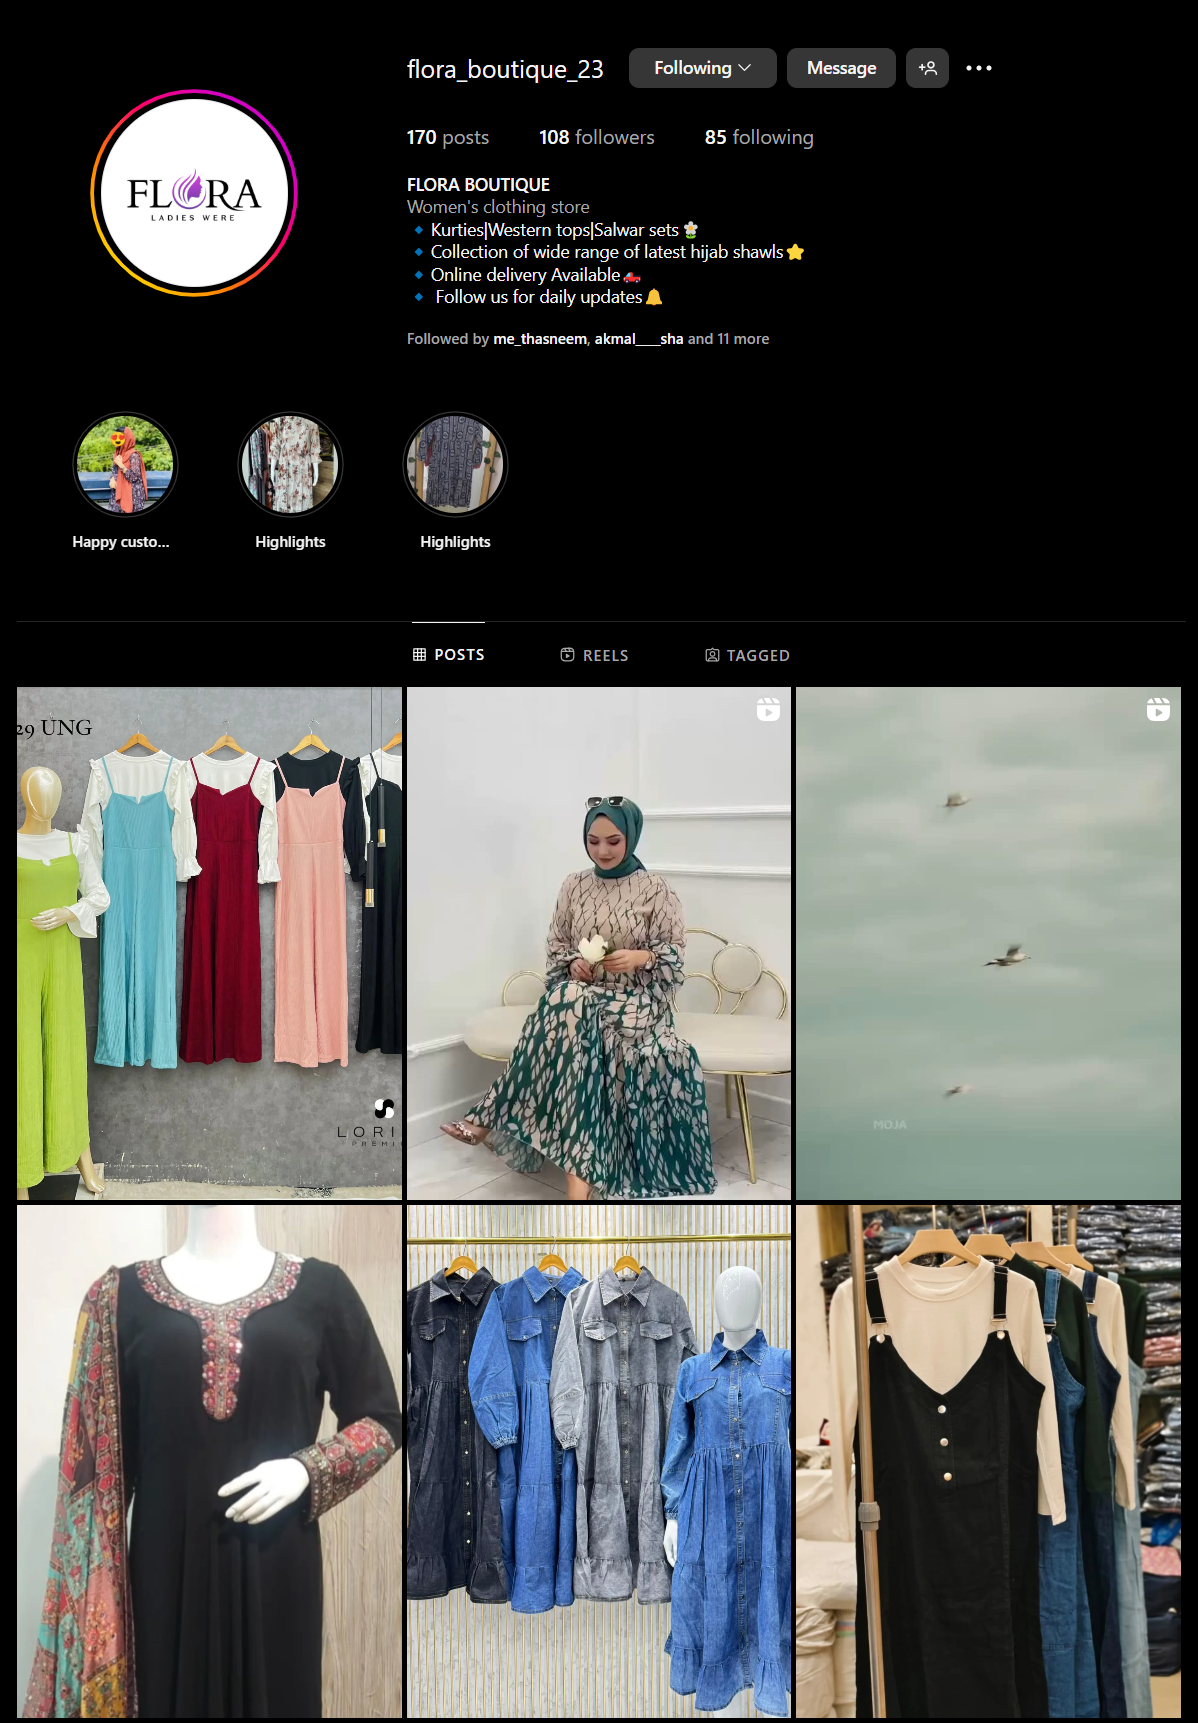 flora_boutique_23
Following
Message
170 posts
108 followers
85 following
FLORA
LADIES WERE
FLORA BOUTIQUE
Women's clothing store
🔹Kurties|Western tops|Salwar sets
🔹Collection of wide range of latest hijab shawls⭐
🔹Online delivery Available
🔹 Follow us for daily updates🔔
Followed by me_thasneem, akmal____sha and 11 more
Happy custo...
Highlights
Highlights
POSTS
REELS
TAGGED
29 UNG
LORI
PREMI
MOJA